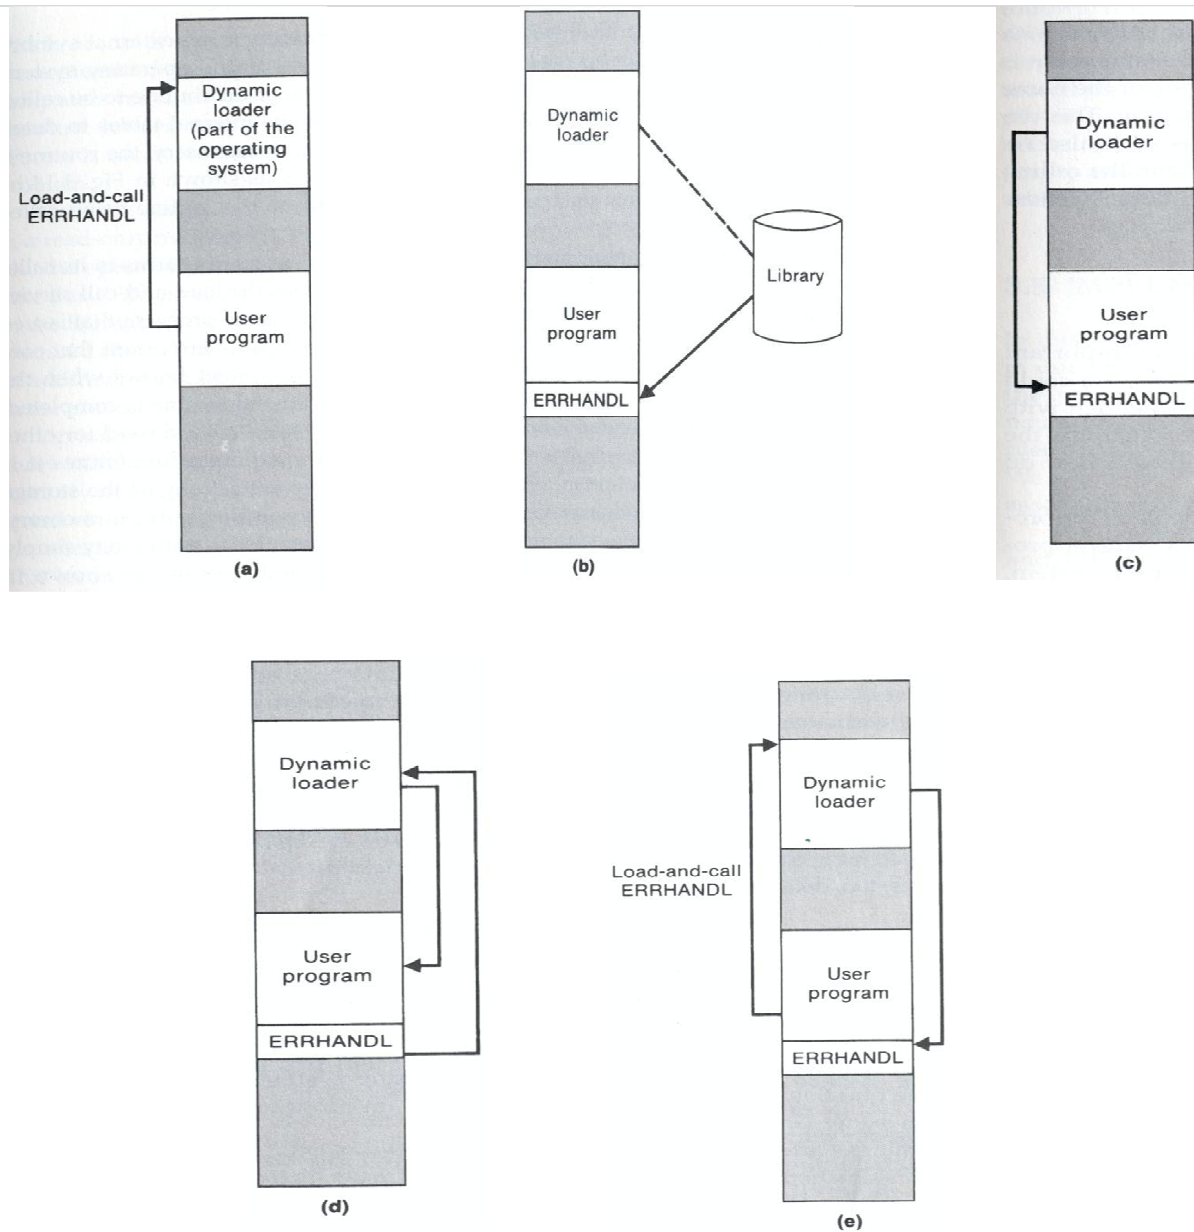 Dynamic
loader
(part of the
operating
system)
Load-and-call
ERRHANDL
User
program
(a)
Dynamic
loader
Library
User
program
ERRHANDL
(b)
Dynamic
loader
User
program
ERRHANDL
(c)
Dynamic
loader
User
program
ERRHANDL
(d)
Dynamic
loader
Load-and-call
ERRHANDL
User
program
ERRHANDL
(e)